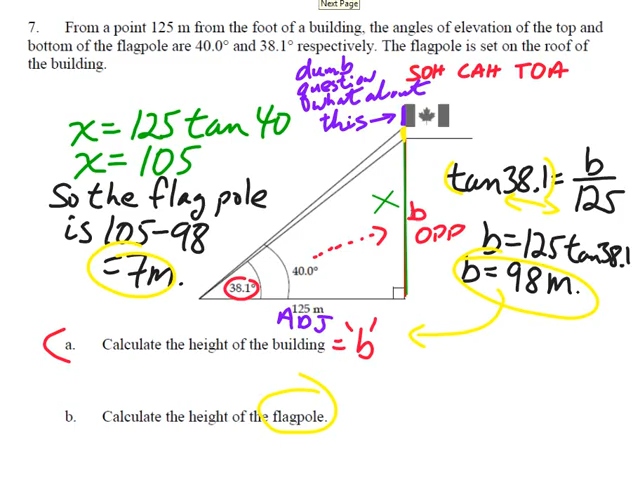 Next Page
7. From a point 125 m from the foot of a building, the angles of elevation of the top and
bottom of the flagpole are 40.0° and 38.1° respectively. The flagpole is set on the roof of
the building.
dumb
question
what about
this →
SOH CAH TOA
x = 125 tan 40
x = 105
So the flag pole
is 105-98
= 7m.
tan 38.1 = b
125
b = 125 tan 38.1
b = 98 m.
x
b
OPP
40.0°
38.1°
125 m
ADJ
a. Calculate the height of the building = 'b'
b. Calculate the height of the flagpole.